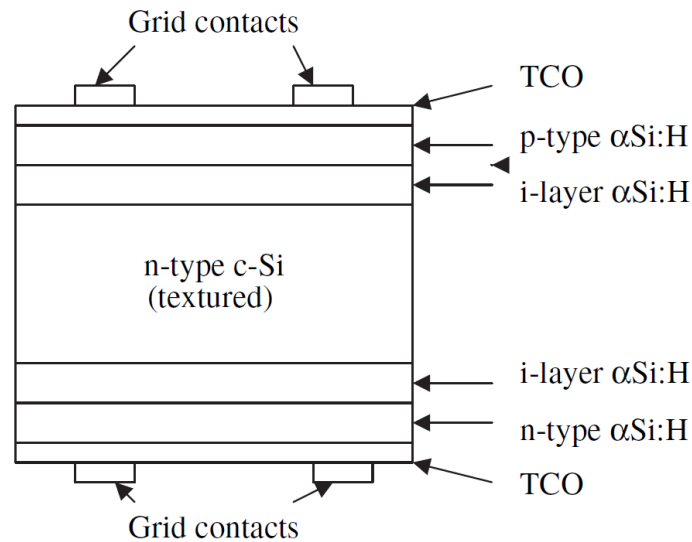 Grid contacts
TCO
p-type αSi:H
i-layer αSi:H
n-type c-Si
(textured)
i-layer αSi:H
n-type αSi:H
TCO
Grid contacts